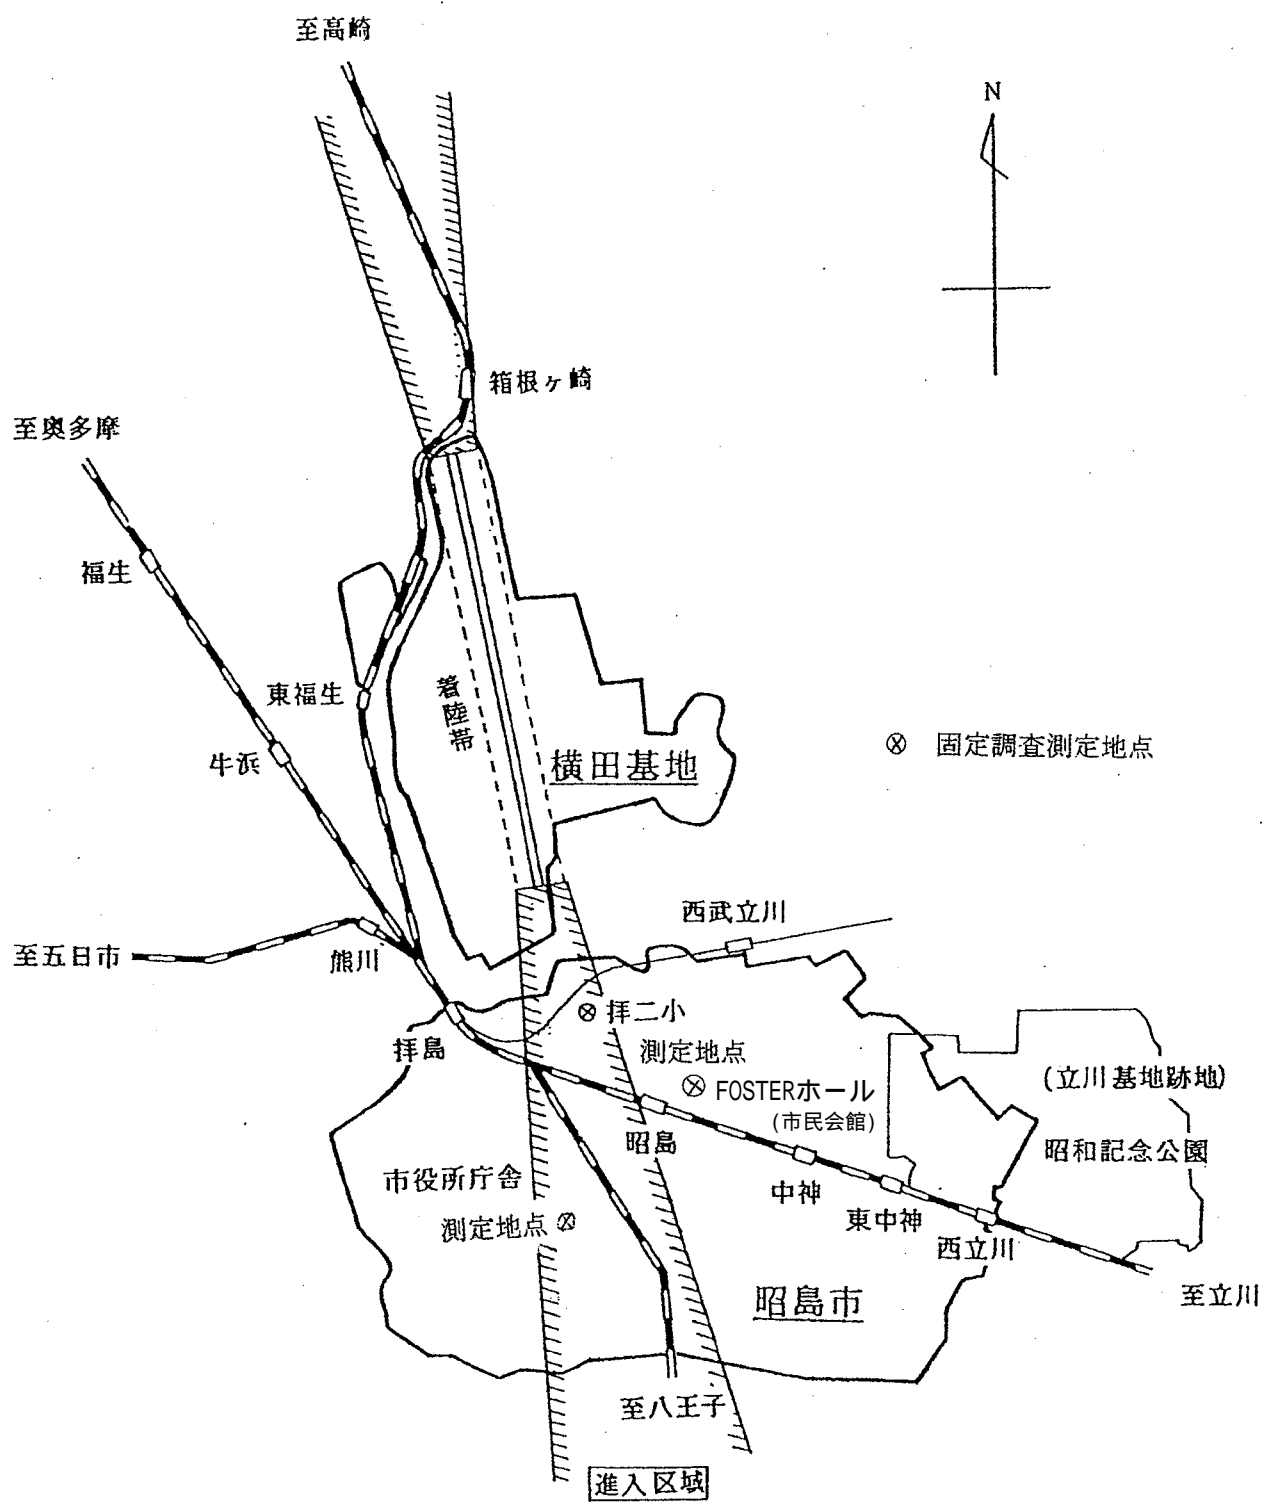 至高崎
N
箱根ヶ崎
至奥多摩
福生
東福生
着陸帯
牛浜
横田基地
固定調査測定地点
西武立川
至五日市
熊川
拝島
拝二小
測定地点
FOSTERホール
(市民会館)
(立川基地跡地)
昭島
昭和記念公園
市役所庁舎
測定地点
中神
東中神
西立川
昭島市
至立川
至八王子
進入区域